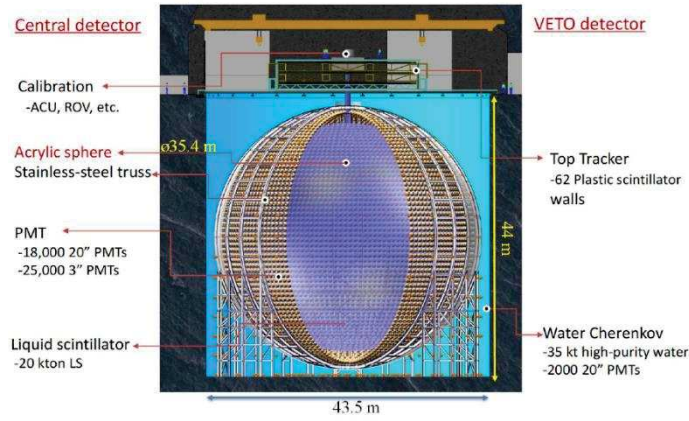 Central detector
VETO detector
Calibration
-ACU, ROV, etc.
Acrylic sphere
ø35.4 m
Stainless-steel truss
PMT
-18,000 20” PMTs
-25,000 3” PMTs
Liquid scintillator
-20 kton LS
Top Tracker
-62 Plastic scintillator
walls
44 m
Water Cherenkov
-35 kt high-purity water
-2000 20” PMTs
43.5 m